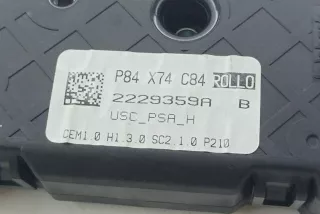 P84 X74 C84 ROLLO
2229359A B
USC_PSA_H
CEM1.0 H1.3.0 SC2.1.0 P210